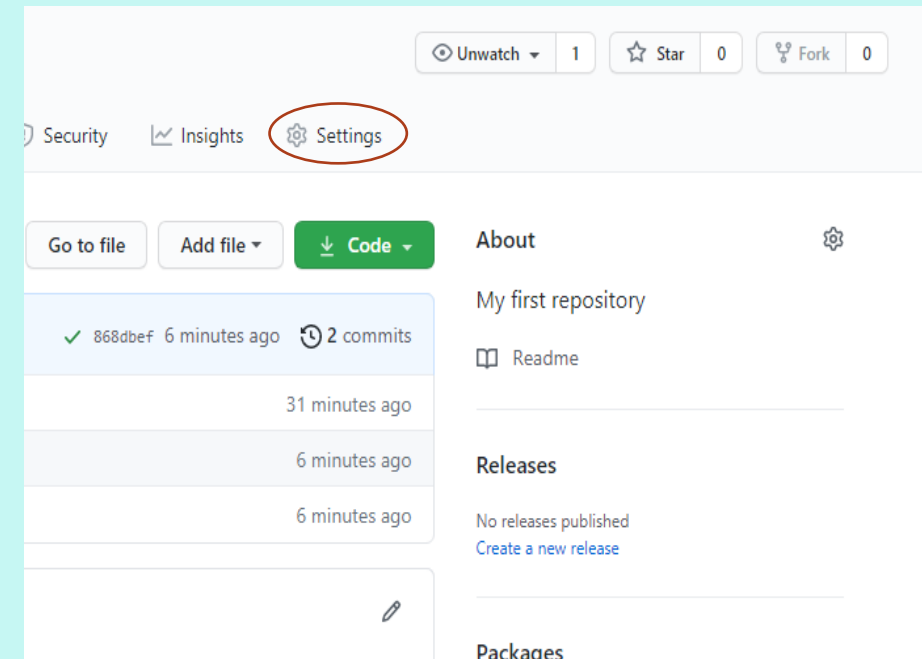 Unwatch 1 Star 0 Fork 0
Security Insights Settings
Go to file Add file Code
868dbef 6 minutes ago 2 commits
31 minutes ago
6 minutes ago
6 minutes ago
About
My first repository
Readme
Releases
No releases published
Create a new release
Packages